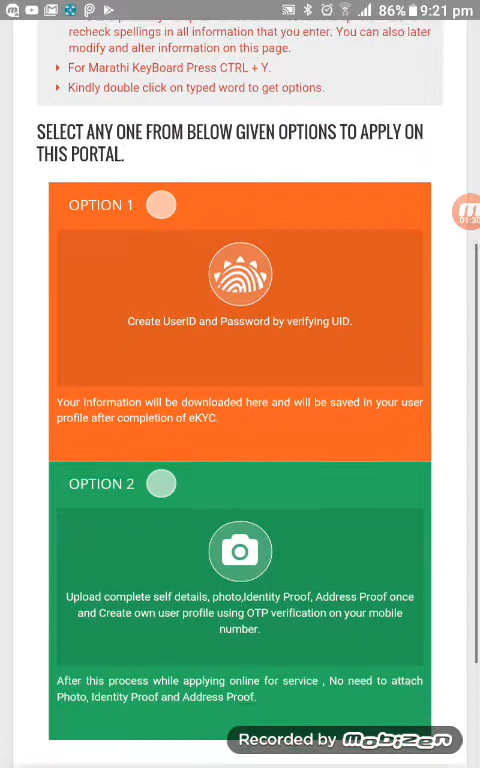 86% 9:21 pm
recheck spellings in all information that you enter. You can also later
modify and alter information on this page.
For Marathi KeyBoard Press CTRL + Y.
Kindly double click on typed word to get options.
SELECT ANY ONE FROM BELOW GIVEN OPTIONS TO APPLY ON
THIS PORTAL.
OPTION 1
Create UserID and Password by verifying UID.
Your information will be downloaded here and will be saved in your user
profile after completion of eKYC.
OPTION 2
Upload complete self details, photo,Identity Proof, Address Proof once
and Create own user profile using OTP verification on your mobile
number.
After this process while applying online for service , No need to attach
Photo, Identity Proof and Address Proof.
Recorded by mobizen